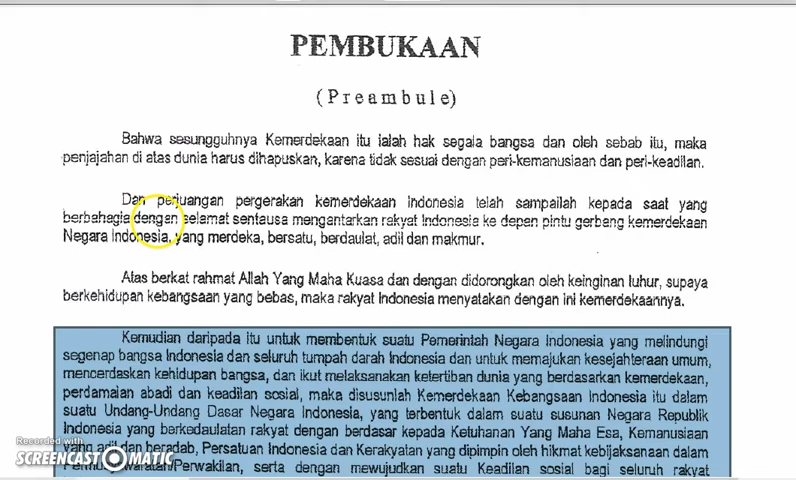 PEMBUKAAN
(Preambule)
Bahwa sesungguhnya Kemerdekaan itu ialah hak segala bangsa dan oleh sebab itu, maka
penjajahan di atas dunia harus dihapuskan, karena tidak sesuai dengan peri-kemanusiaan dan peri-keadilan.
Dan perjuangan pergerakan kemerdekaan Indonesia telah sampailah kepada saat yang
berbahagia dengan selamat sentausa mengantarkan rakyat Indonesia ke depan pintu gerbang kemerdekaan
Negara Indonesia, yang merdeka, bersatu, berdaulat, adil dan makmur.
Atas berkat rahmat Allah Yang Maha Kuasa dan dengan didorongkan oleh keinginan luhur, supaya
berkehidupan kebangsaan yang bebas, maka rakyat Indonesia menyatakan dengan ini kemerdekaannya.
Kemudian daripada itu untuk membentuk suatu Pemerintah Negara Indonesia yang melindungi
segenap bangsa Indonesia dan seluruh tumpah darah Indonesia dan untuk memajukan kesejahteraan umum,
mencerdaskan kehidupan bangsa, dan ikut melaksanakan ketertiban dunia yang berdasarkan kemerdekaan,
perdamaian abadi dan keadilan sosial, maka disusunlah Kemerdekaan Kebangsaan Indonesia itu dalam
suatu Undang-Undang Dasar Negara Indonesia, yang terbentuk dalam suatu susunan Negara Republik
Indonesia yang berkedaulatan rakyat dengan berdasar kepada Ketuhanan Yang Maha Esa, Kemanusiaan
yang adil dan beradab, Persatuan Indonesia dan Kerakyatan yang dipimpin oleh hikmat kebijaksanaan dalam
Permusyawaratan/Perwakilan, serta dengan mewujudkan suatu Keadilan sosial bagi seluruh rakyat
Recorded with
SCREENCAST-O-MATIC